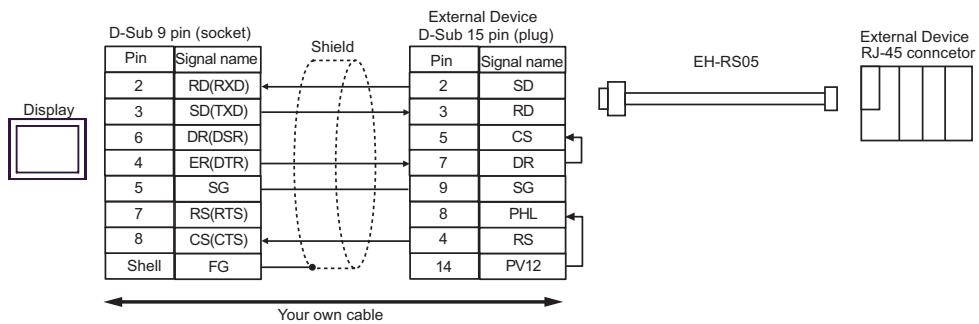 External Device
D-Sub 9 pin (socket)
D-Sub 15 pin (plug)
External Device
RJ-45 conncetor
Shield
EH-RS05
Display
Pin Signal name Pin Signal name
2 RD(RXD) 2 SD
3 SD(TXD) 3 RD
6 DR(DSR) 5 CS
4 ER(DTR) 7 DR
5 SG 9 SG
7 RS(RTS) 8 PHL
8 CS(CTS) 4 RS
Shell FG 14 PV12
Your own cable